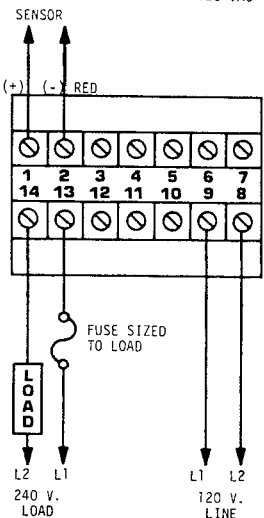 SENSOR
(+) (-) RED
1 2 3 4 5 6 7
14 13 12 11 10 9 8
FUSE SIZED
TO LOAD
LOAD
L2 L1 L1 L2
240 V. 120 V.
LOAD LINE